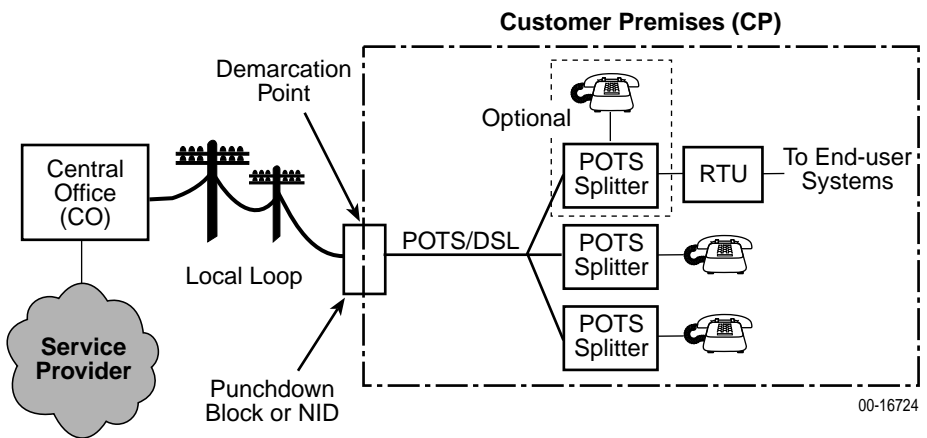 Customer Premises (CP)
Demarcation
Point
Optional
Central
Office
(CO)
POTS
Splitter
RTU
To End-user
Systems
POTS/DSL
Local Loop
POTS
Splitter
POTS
Splitter
Service
Provider
Punchdown
Block or NID
00-16724